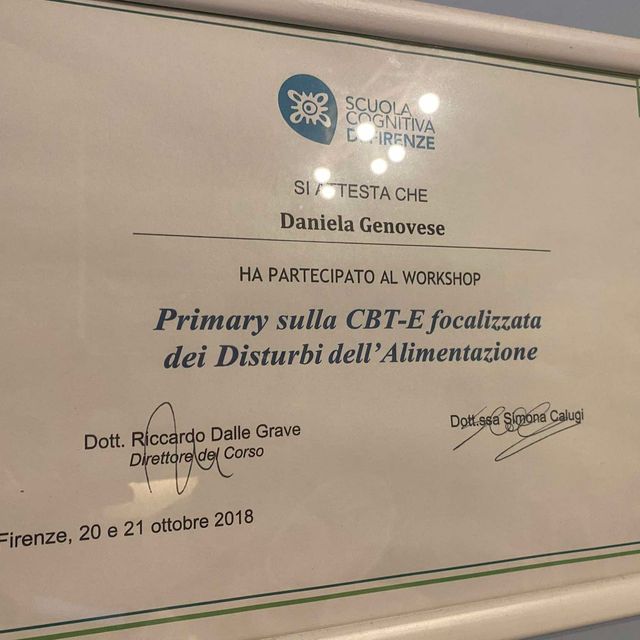 SCUOLA
COGNITIVA
DI FIRENZE
SI ATTESTA CHE
Daniela Genovese
HA PARTECIPATO AL WORKSHOP
Primary sulla CBT-E focalizzata
dei Disturbi dell'Alimentazione
Dott. Riccardo Dalle Grave
Direttore del Corso
Dott.ssa Simona Calugi
Firenze, 20 e 21 ottobre 2018